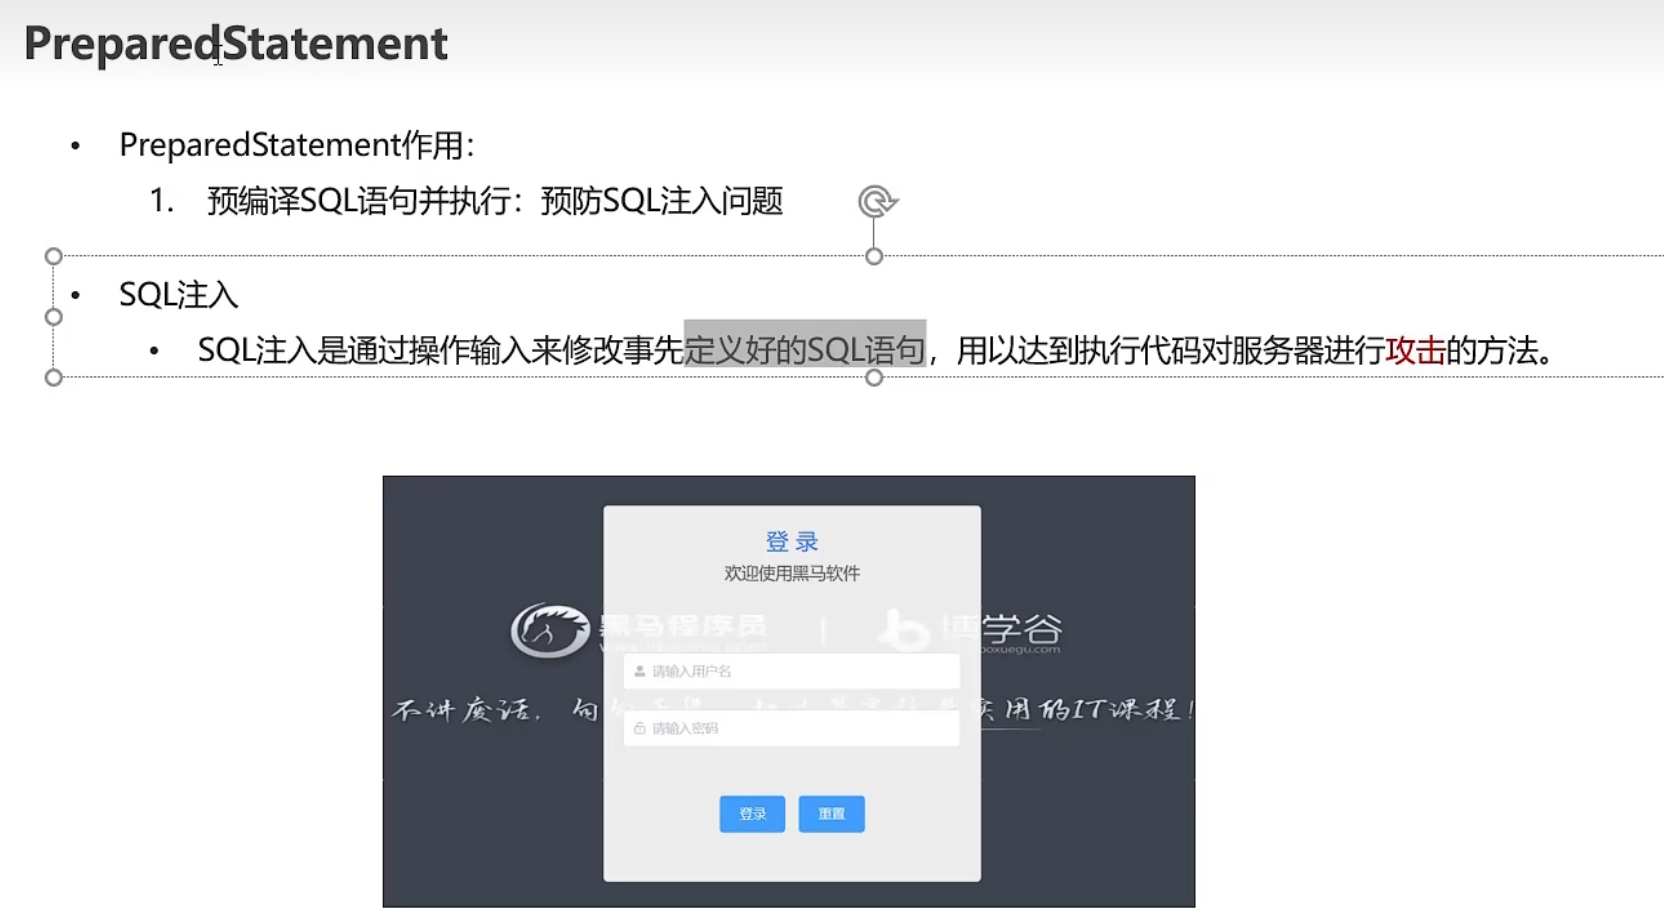 PreparedStatement
• PreparedStatement作用：
1. 预编译SQL语句并执行：预防SQL注入问题
• SQL注入
• SQL注入是通过操作输入来修改事先定义好的SQL语句，用以达到执行代码对服务器进行攻击的方法。
登 录
欢迎使用黑马软件
黑马程序员 | 博学谷
boxuegu.com
请输入用户名
不讲废话，句句 实用的IT课程！
请输入密码
登录 重置